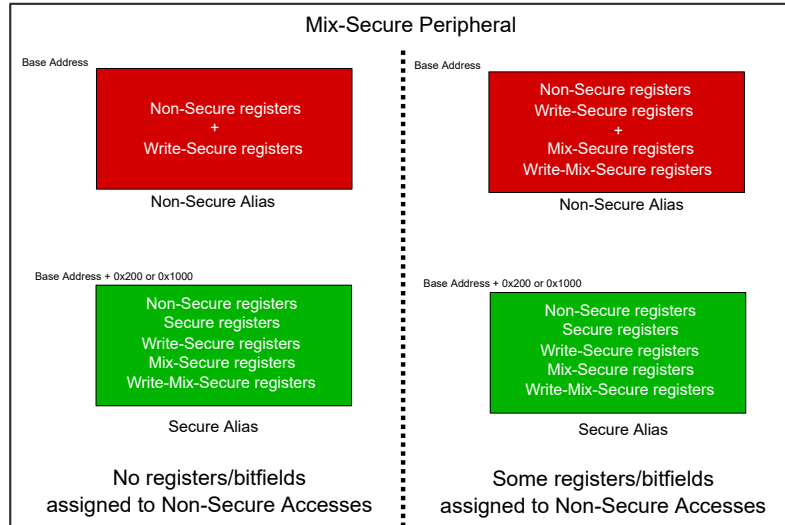 Mix-Secure Peripheral
Base Address
Non-Secure registers
+
Write-Secure registers
Non-Secure Alias
Base Address + 0x200 or 0x1000
Non-Secure registers
Secure registers
Write-Secure registers
Mix-Secure registers
Write-Mix-Secure registers
Secure Alias
No registers/bitfields
assigned to Non-Secure Accesses
Base Address
Non-Secure registers
Write-Secure registers
+
Mix-Secure registers
Write-Mix-Secure registers
Non-Secure Alias
Base Address + 0x200 or 0x1000
Non-Secure registers
Secure registers
Write-Secure registers
Mix-Secure registers
Write-Mix-Secure registers
Secure Alias
Some registers/bitfields
assigned to Non-Secure Accesses